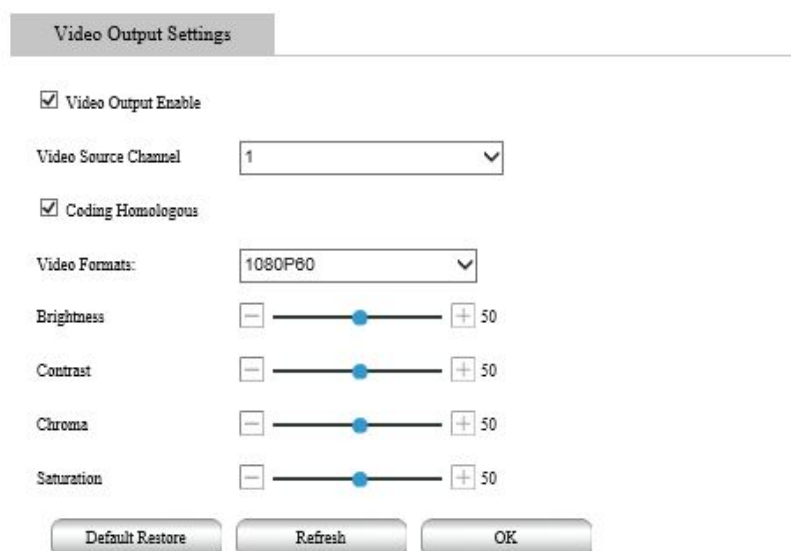 Video Output Settings
Video Output Enable
Video Source Channel 1
Coding Homologous
Video Formats: 1080P60
Brightness 50
Contrast 50
Chroma 50
Saturation 50
Default Restore Refresh OK